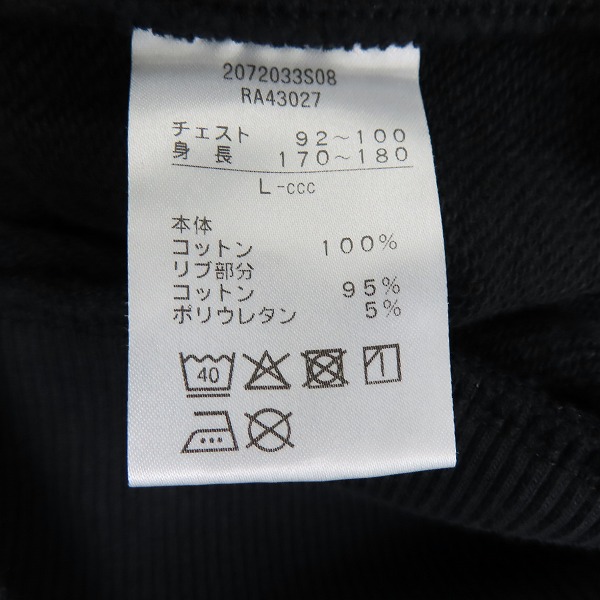 2072033S08
RA43027
チェスト 92～100
身長 170～180
L-ccc
本体
コットン 100%
リブ部分
コットン 95%
ポリウレタン 5%
40